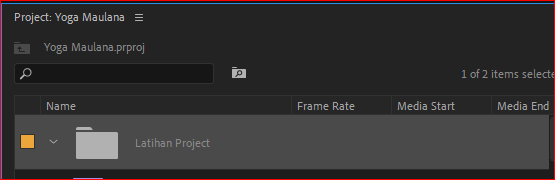 Project: Yoga Maulana
Yoga Maulana.prproj
1 of 2 items selecte
Name Frame Rate Media Start Media End
Latihan Project